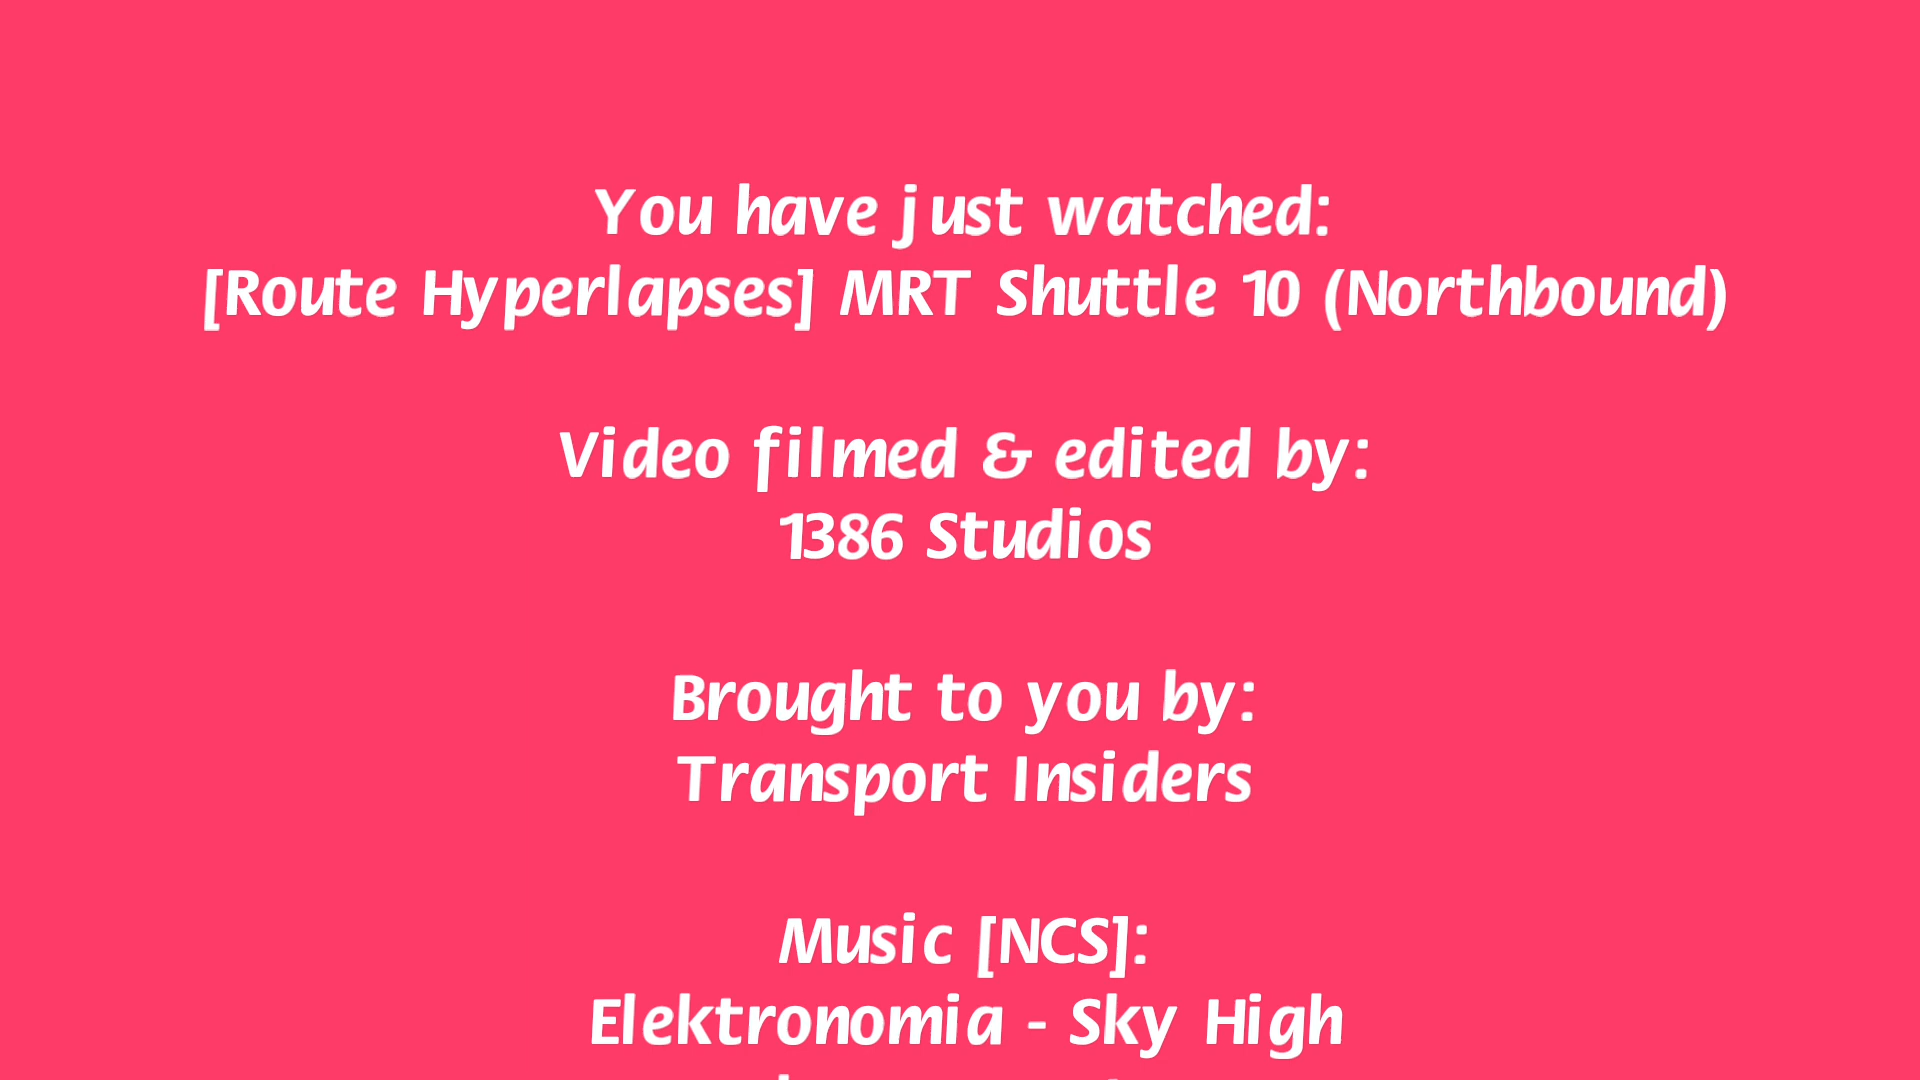 You have just watched:
[Route Hyperlapses] MRT Shuttle 10 (Northbound)
Video filmed & edited by:
1386 Studios
Brought to you by:
Transport Insiders
Music [NCS]:
Elektronomia - Sky High